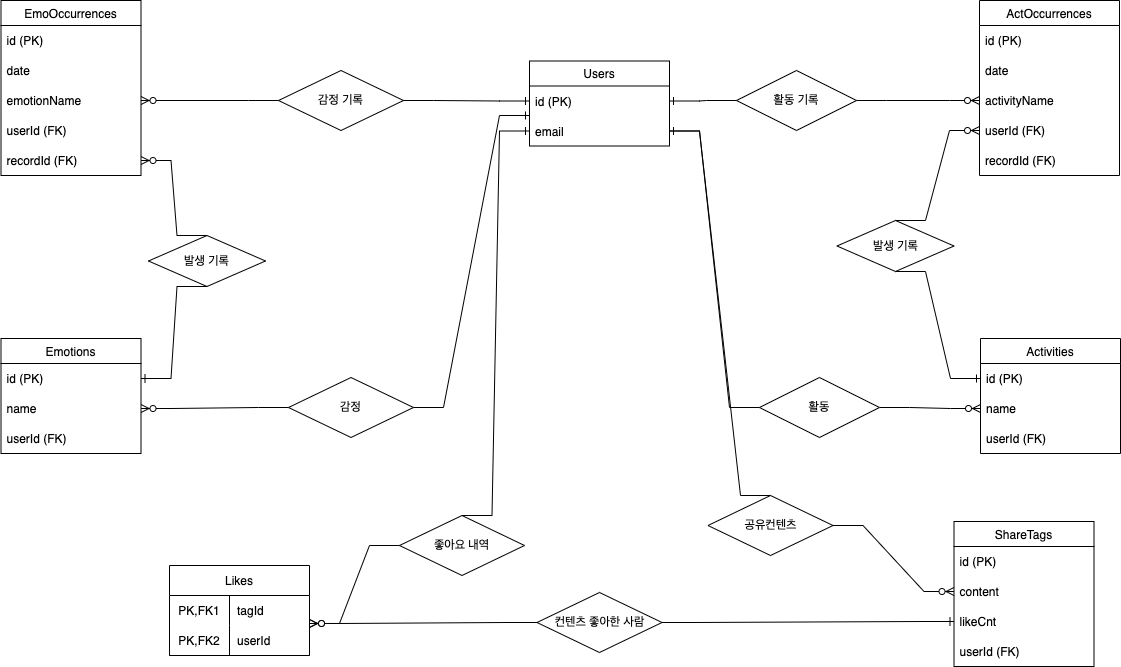 EmoOccurrences
id (PK)
date
emotionName
userId (FK)
recordId (FK)
감정 기록
Users
id (PK)
email
활동 기록
ActOccurrences
id (PK)
date
activityName
userId (FK)
recordId (FK)
발생 기록
발생 기록
Emotions
id (PK)
name
userId (FK)
감정
활동
Activities
id (PK)
name
userId (FK)
좋아요 내역
공유컨텐츠
ShareTags
id (PK)
content
likeCnt
userId (FK)
Likes
PK,FK1 tagId
PK,FK2 userId
컨텐츠 좋아한 사람